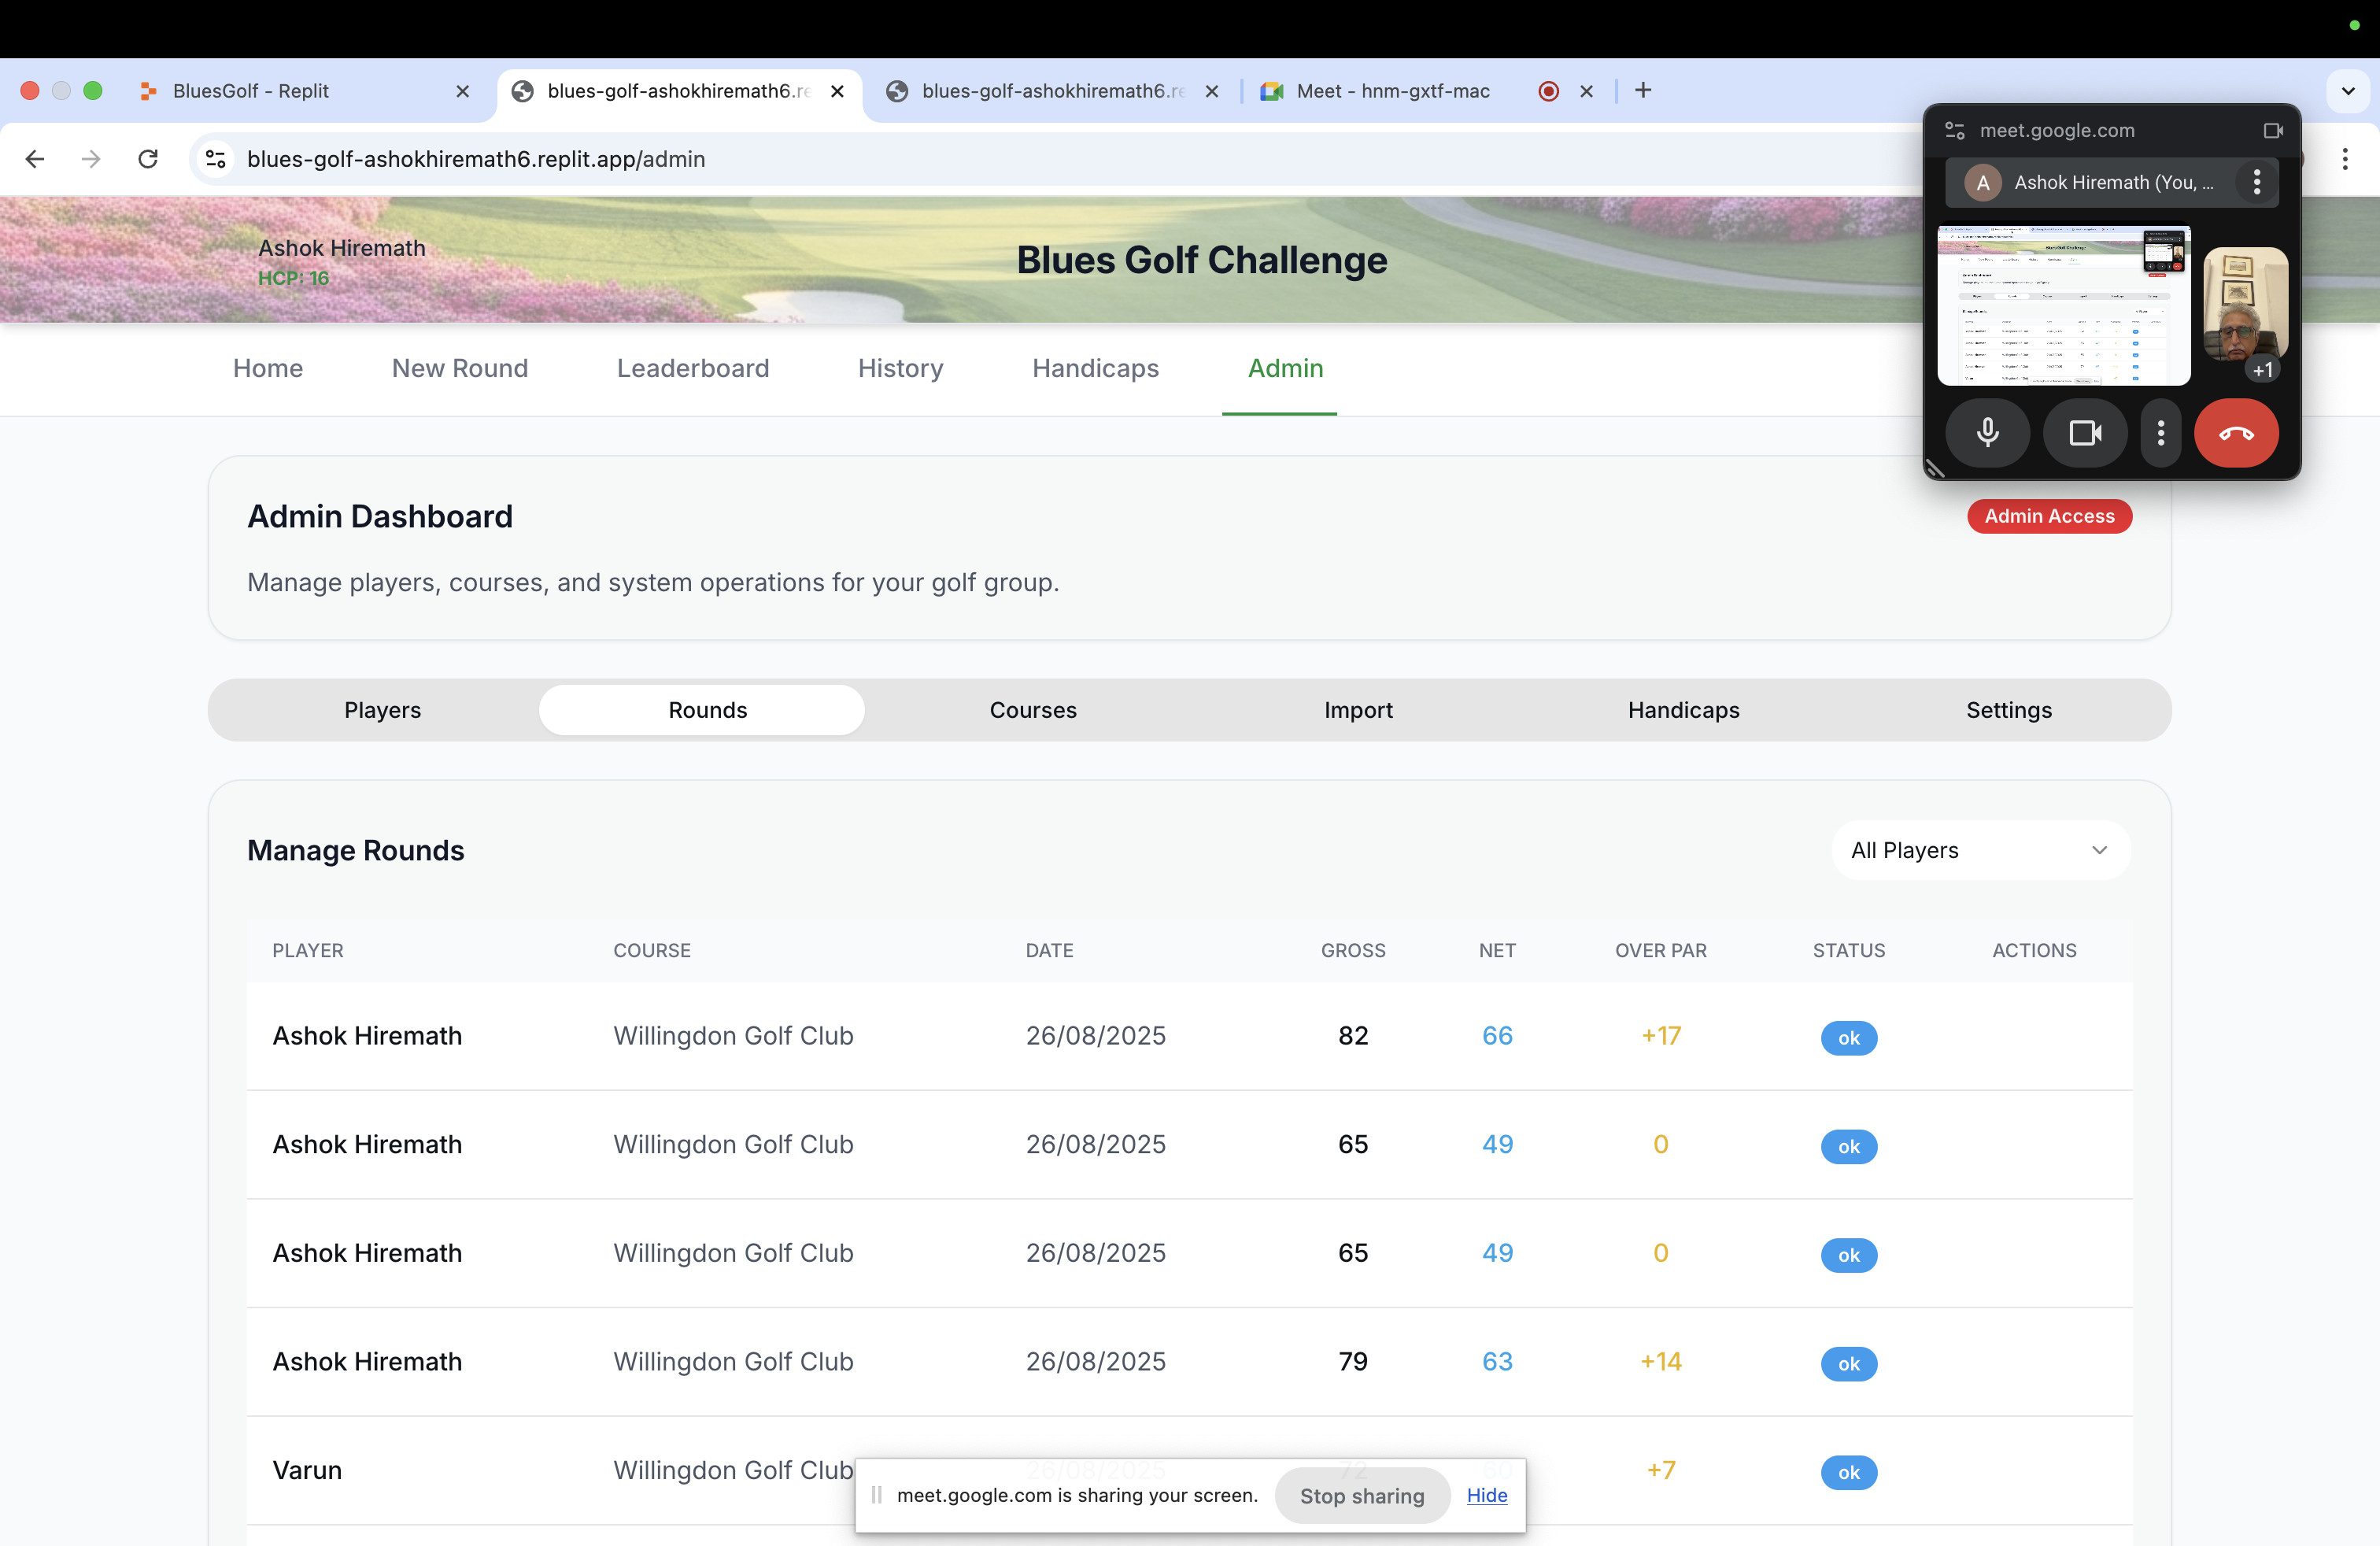 BluesGolf - Replit
blues-golf-ashokhiremath6.re
blues-golf-ashokhiremath6.re
Meet - hnm-gxtf-mac
blues-golf-ashokhiremath6.replit.app/admin
meet.google.com
A
Ashok Hiremath (You, ...
+1
Ashok Hiremath
HCP: 16
Blues Golf Challenge
Home
New Round
Leaderboard
History
Handicaps
Admin
Admin Dashboard
Admin Access
Manage players, courses, and system operations for your golf group.
Players
Rounds
Courses
Import
Handicaps
Settings
Manage Rounds
All Players
PLAYER COURSE DATE GROSS NET OVER PAR STATUS ACTIONS
Ashok Hiremath Willingdon Golf Club 26/08/2025 82 66 +17 ok
Ashok Hiremath Willingdon Golf Club 26/08/2025 65 49 0 ok
Ashok Hiremath Willingdon Golf Club 26/08/2025 65 49 0 ok
Ashok Hiremath Willingdon Golf Club 26/08/2025 79 63 +14 ok
Varun Willingdon Golf Club 26/08/2025 72 60 +7 ok
meet.google.com is sharing your screen.
Stop sharing
Hide